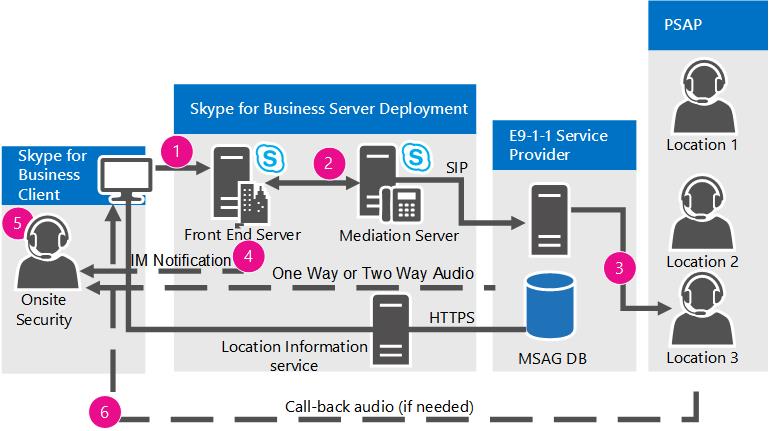 PSAP
Skype for Business Server Deployment
E9-1-1 Service
Provider
Skype for
Business
Client
Location 1
1
2
SIP
S
S
Front End Server
Mediation Server
5
4
3
IM Notification
One Way or Two Way Audio
Location 2
Onsite
Security
HTTPS
Location Information
service
MSAG DB
Location 3
6
Call-back audio (if needed)